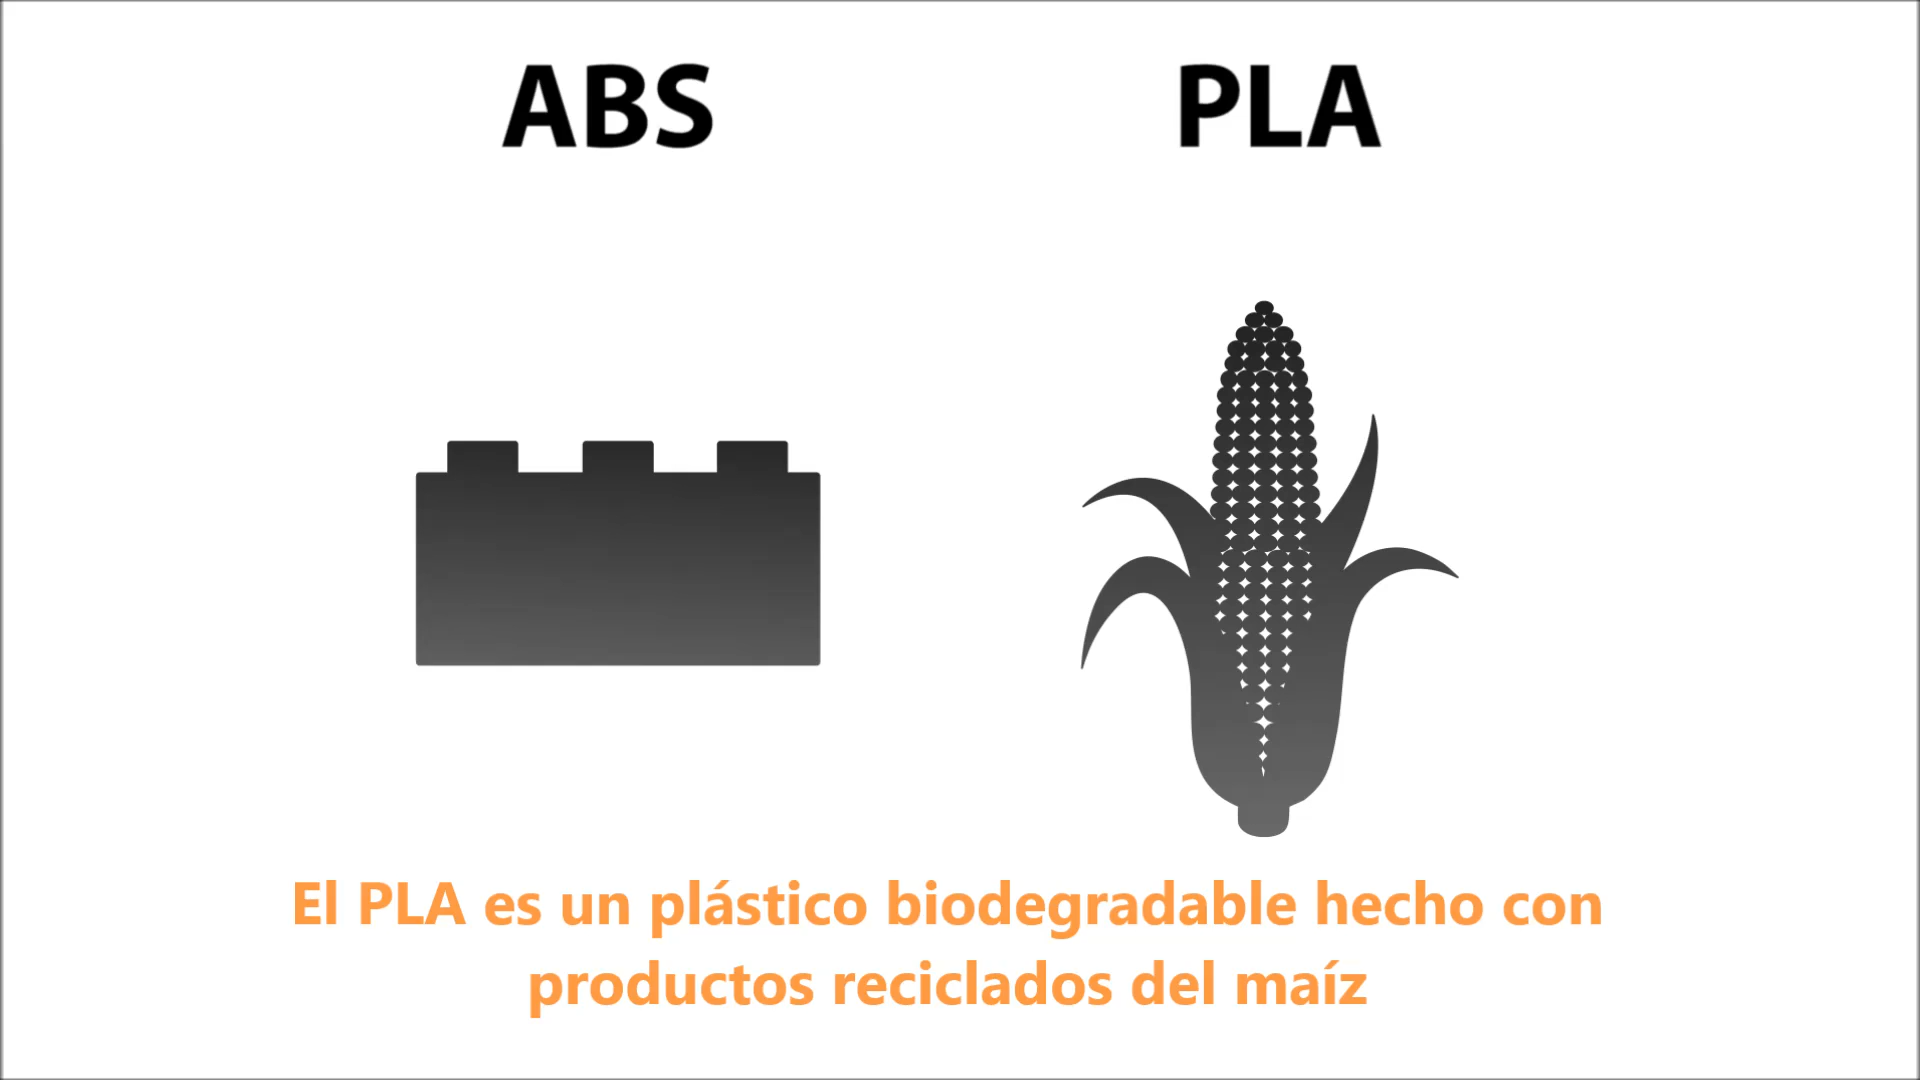 ABS
PLA
El PLA es un plástico biodegradable hecho con
productos reciclados del maíz